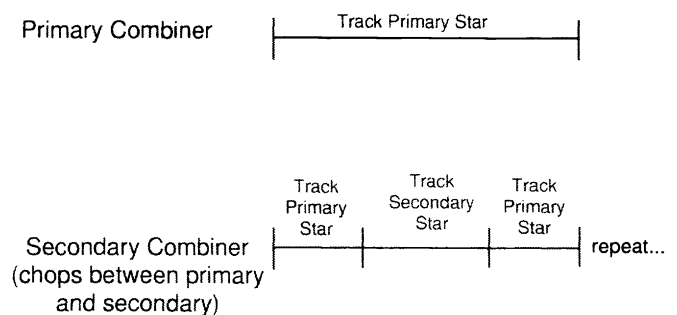 Primary Combiner
Track Primary Star
Track
Primary
Star
Track
Secondary
Star
Track
Primary
Star
Secondary Combiner
(chops between primary
and secondary)
repeat...